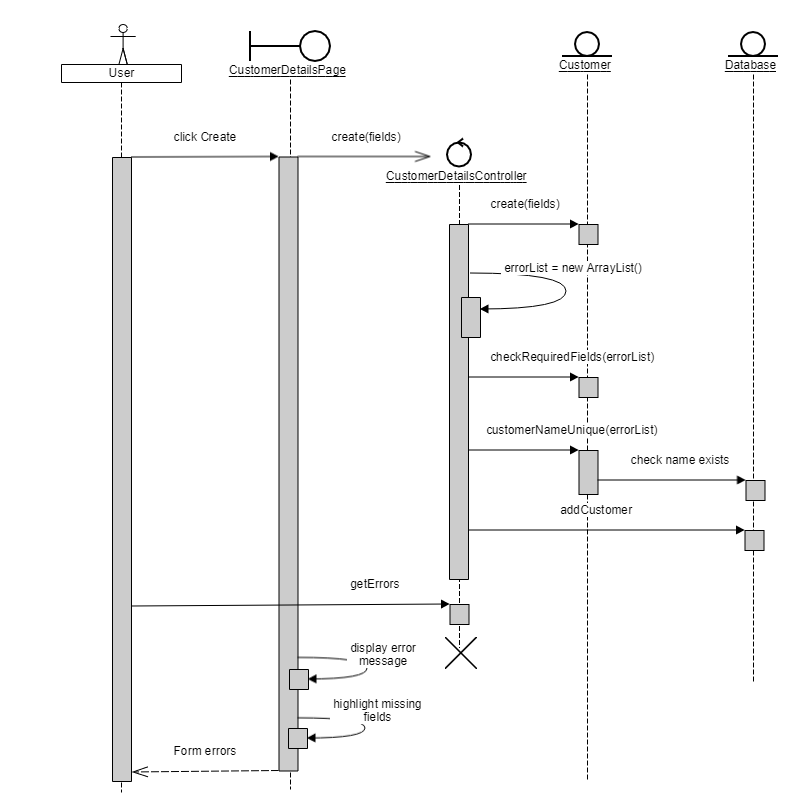 User
CustomerDetailsPage
Customer
Database
click Create
create(fields)
CustomerDetailsController
create(fields)
errorList = new ArrayList()
checkRequiredFields(errorList)
customerNameUnique(errorList)
check name exists
addCustomer
getErrors
display error
message
highlight missing
fields
Form errors